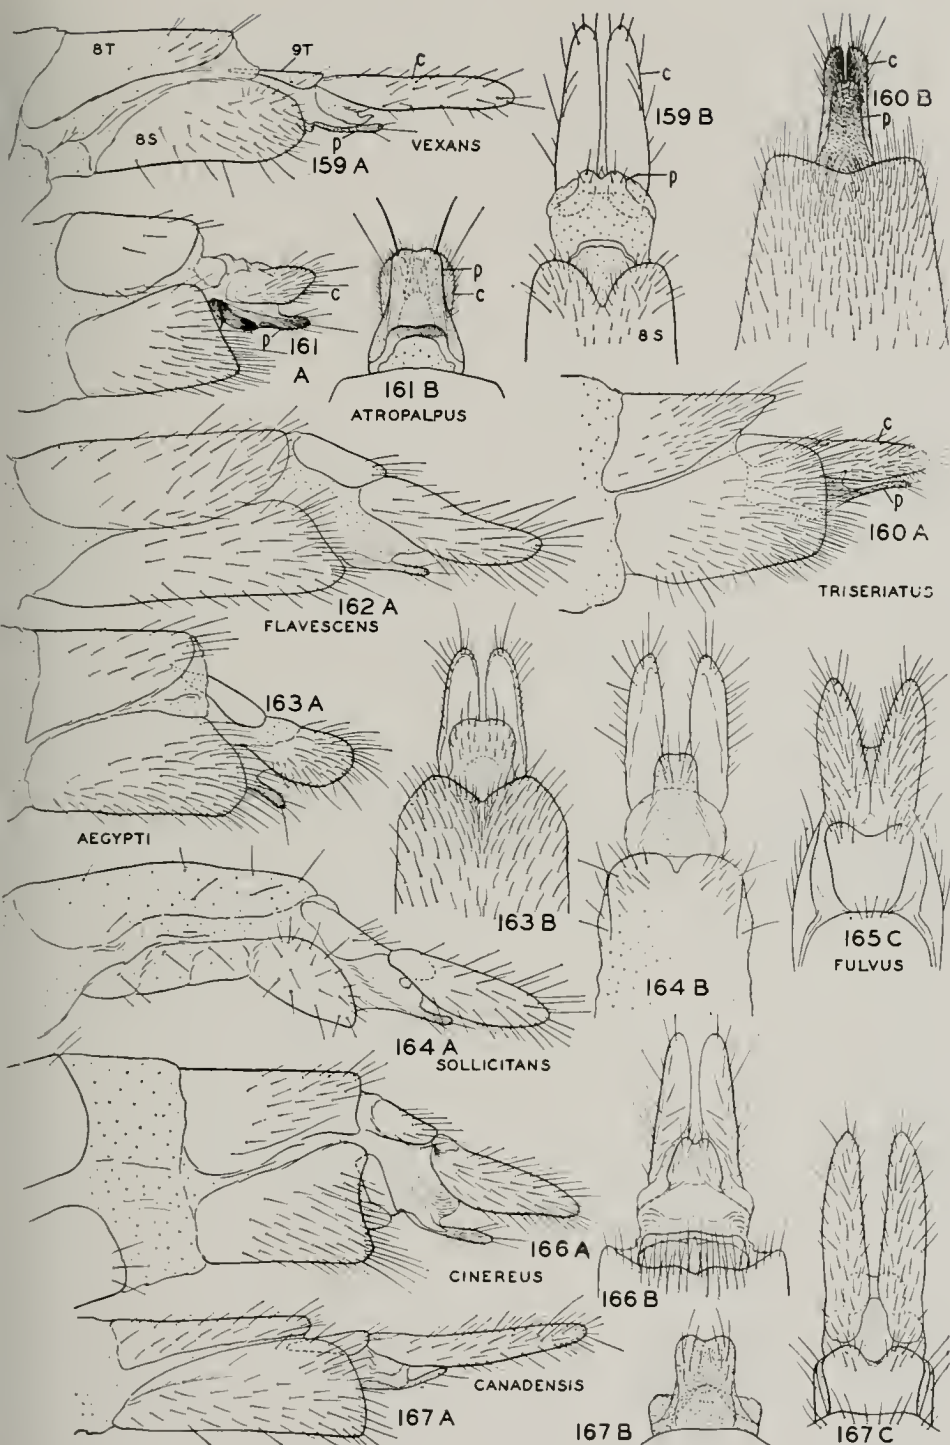 8T
9T
c
8S
p
159 A
VEXANS
c
159 B
p
8S
c
160 B
p
c
p
161
A
p
c
161 B
ATROPALPUS
c
p
160 A
TRISERIATUS
162 A
FLAVESCENS
163 A
AEGYPTI
163 B
164 B
165 C
FULVUS
164 A
SOLLICITANS
166 A
CINEREUS
166 B
CANADENSIS
167 A
167 B
167 C